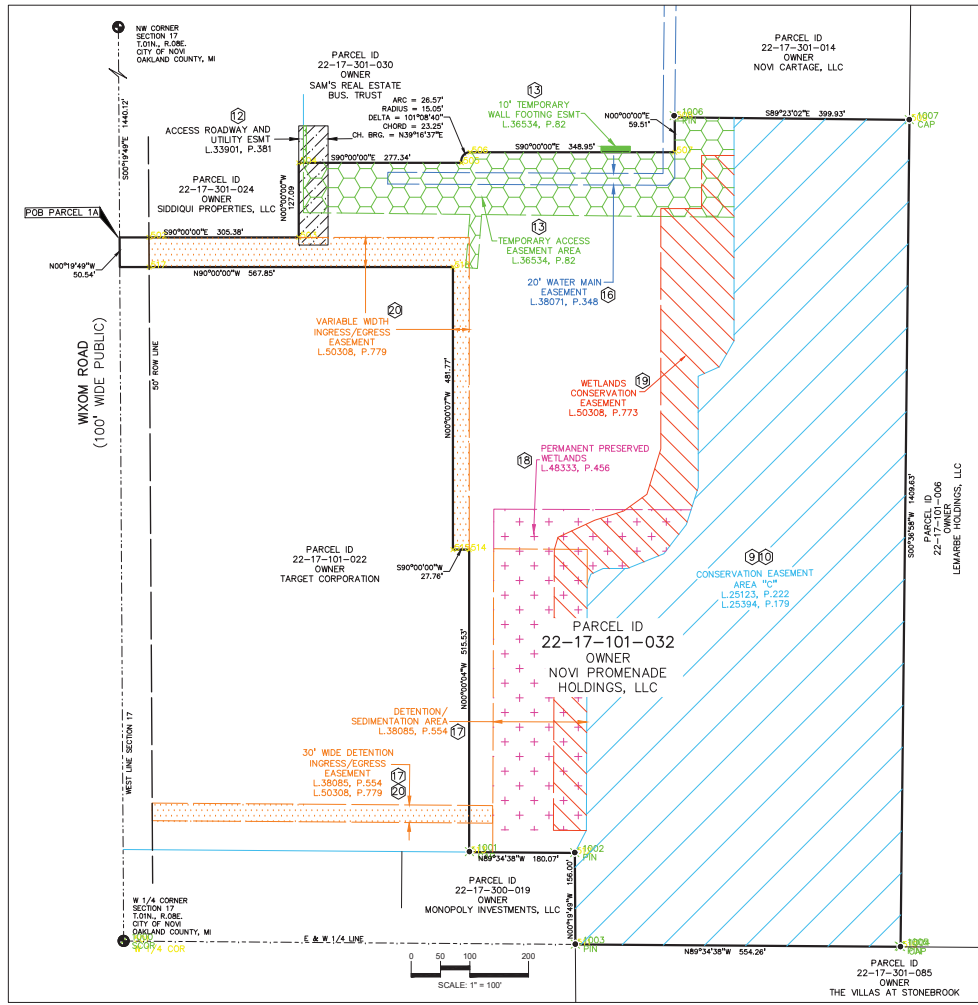 NW CORNER
SECTION 17
T.01N., R.08E.
CITY OF NOVI
OAKLAND COUNTY, MI
S00°19'49"E 1440.12'
PARCEL ID
22-17-301-030
OWNER
SAM'S REAL ESTATE
BUS. TRUST
ARC = 26.57'
RADIUS = 15.05'
DELTA = 101°08'40"
CHORD = 23.25'
CH. BRG. = N39°16'37"E
12
ACCESS ROADWAY AND
UTILITY ESMT
L.33901, P.381
13
10' TEMPORARY
WALL FOOTING ESMT
L.36534, P.82
PARCEL ID
22-17-301-014
OWNER
NOVI CARTAGE, LLC
N00°00'00"E
59.51'
1006
PIN
S89°23'02"E 399.93'
1007
CAP
S90°00'00"E 277.34'
S90°00'00"E 348.95'
PARCEL ID
22-17-301-024
OWNER
SIDDIQUI PROPERTIES, LLC
N00°00'00"W
127.09
POB PARCEL 1A
S90°00'00"E 305.38'
N00°19'49"W
50.54'
N90°00'00"W 567.85'
13
TEMPORARY ACCESS
EASEMENT AREA
L.36534, P.82
20' WATER MAIN
EASEMENT
L.38071, P.348
16
20
VARIABLE WIDTH
INGRESS/EGRESS
EASEMENT
L.50308, P.779
WIXOM ROAD
(100' WIDE PUBLIC)
50' ROW LINE
N00°00'07"W 481.77'
WETLANDS
CONSERVATION
EASEMENT
L.50308, P.773
19
18
PERMANENT PRESERVED
WETLANDS
L.48333, P.456
S00°36'58"W 1409.63'
PARCEL ID
22-17-101-006
OWNER
LEMARBE HOLDINGS, LLC
PARCEL ID
22-17-101-022
OWNER
TARGET CORPORATION
S90°00'00"W
27.76'
9 10
CONSERVATION EASEMENT
AREA "C"
L.25123, P.222
L.25394, P.179
PARCEL ID
22-17-101-032
OWNER
NOVI PROMENADE
HOLDINGS, LLC
N00°00'04"W 515.53'
DETENTION/
SEDIMENTATION AREA
L.38085, P.554
17
30' WIDE DETENTION
INGRESS/EGRESS
EASEMENT
L.38085, P.554
L.50308, P.779
17
20
WEST LINE SECTION 17
1001
N89°34'38"W 180.07'
1002
PIN
PARCEL ID
22-17-300-019
OWNER
MONOPOLY INVESTMENTS, LLC
N00°19'49"W 156.00'
W 1/4 CORNER
SECTION 17
T.01N., R.08E.
CITY OF NOVI
OAKLAND COUNTY, MI
E & W 1/4 LINE
1003
PIN
N89°34'38"W 554.26'
CAP
0 50 100 200
SCALE: 1" = 100'
PARCEL ID
22-17-301-085
OWNER
THE VILLAS AT STONEBROOK